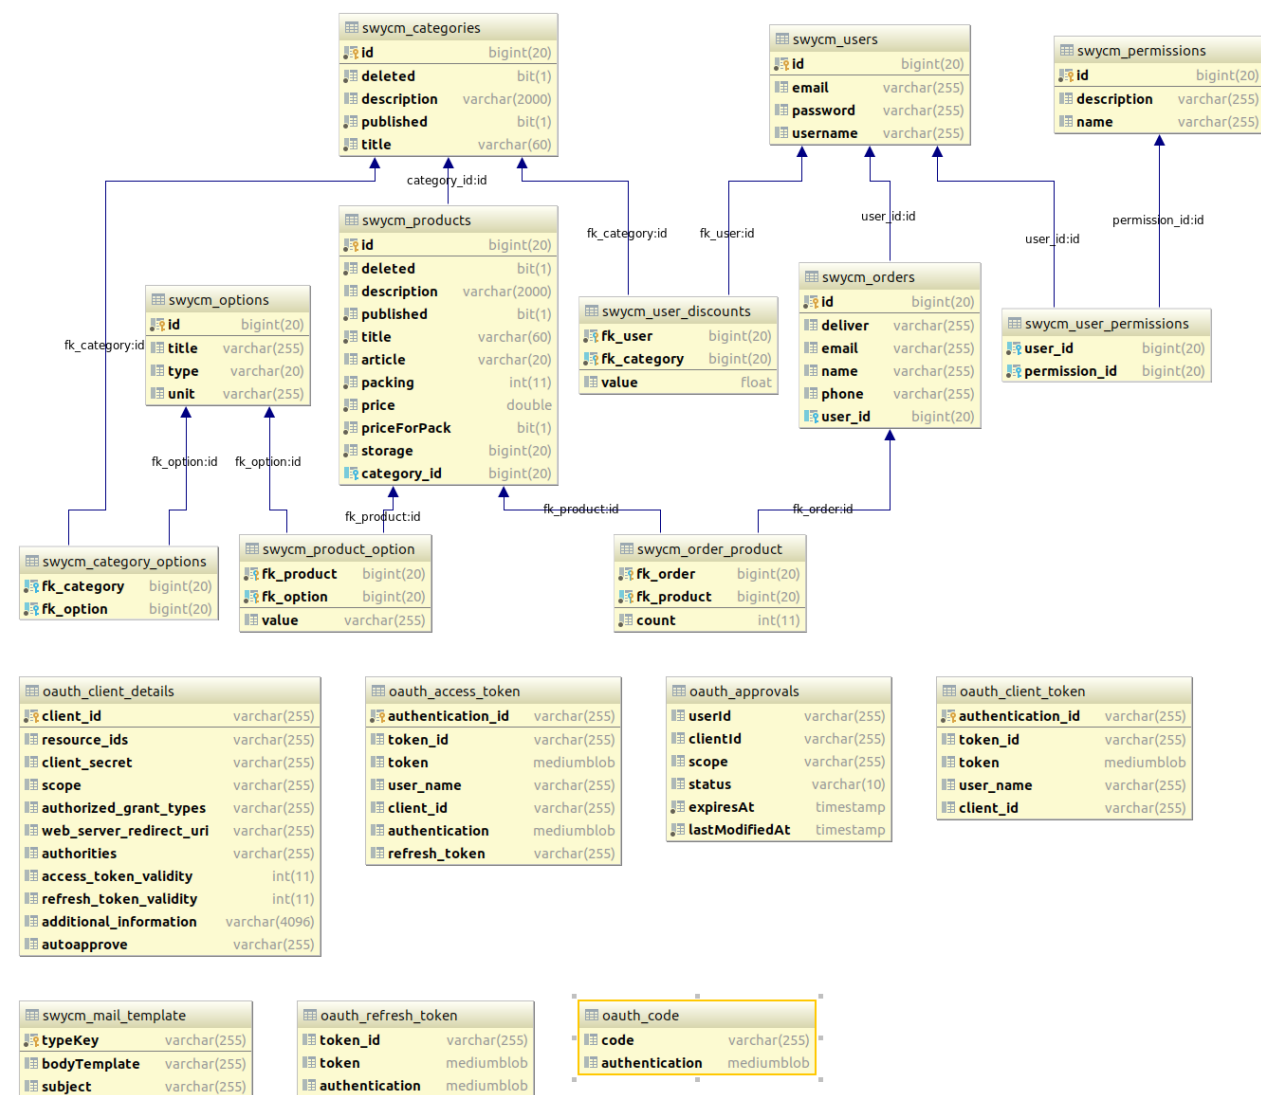 swycm_categories
id bigint(20)
deleted bit(1)
description varchar(2000)
published bit(1)
title varchar(60)
swycm_users
id bigint(20)
email varchar(255)
password varchar(255)
username varchar(255)
swycm_permissions
id bigint(20)
description varchar(255)
name varchar(255)
category_id:id
fk_category:id
fk_user:id
user_id:id
user_id:id
permission_id:id
swycm_products
id bigint(20)
deleted bit(1)
description varchar(2000)
published bit(1)
title varchar(60)
article varchar(20)
packing int(11)
price double
priceForPack bit(1)
storage bigint(20)
category_id bigint(20)
swycm_options
id bigint(20)
title varchar(255)
type varchar(20)
unit varchar(255)
fk_category:id
swycm_user_discounts
fk_user bigint(20)
fk_category bigint(20)
value float
swycm_orders
id bigint(20)
deliver varchar(255)
email varchar(255)
name varchar(255)
phone varchar(255)
user_id bigint(20)
swycm_user_permissions
user_id bigint(20)
permission_id bigint(20)
fk_option:id
fk_option:id
fk_product:id
fk_product:id
fk_order:id
swycm_category_options
fk_category bigint(20)
fk_option bigint(20)
swycm_product_option
fk_product bigint(20)
fk_option bigint(20)
value varchar(255)
swycm_order_product
fk_order bigint(20)
fk_product bigint(20)
count int(11)
oauth_client_details
client_id varchar(255)
resource_ids varchar(255)
client_secret varchar(255)
scope varchar(255)
authorized_grant_types varchar(255)
web_server_redirect_uri varchar(255)
authorities varchar(255)
access_token_validity int(11)
refresh_token_validity int(11)
additional_information varchar(4096)
autoapprove varchar(255)
oauth_access_token
authentication_id varchar(255)
token_id varchar(255)
token mediumblob
user_name varchar(255)
client_id varchar(255)
authentication mediumblob
refresh_token varchar(255)
oauth_approvals
userId varchar(255)
clientId varchar(255)
scope varchar(255)
status varchar(10)
expiresAt timestamp
lastModifiedAt timestamp
oauth_client_token
authentication_id varchar(255)
token_id varchar(255)
token mediumblob
user_name varchar(255)
client_id varchar(255)
swycm_mail_template
typeKey varchar(255)
bodyTemplate varchar(255)
subject varchar(255)
oauth_refresh_token
token_id varchar(255)
token mediumblob
authentication mediumblob
oauth_code
code varchar(255)
authentication mediumblob